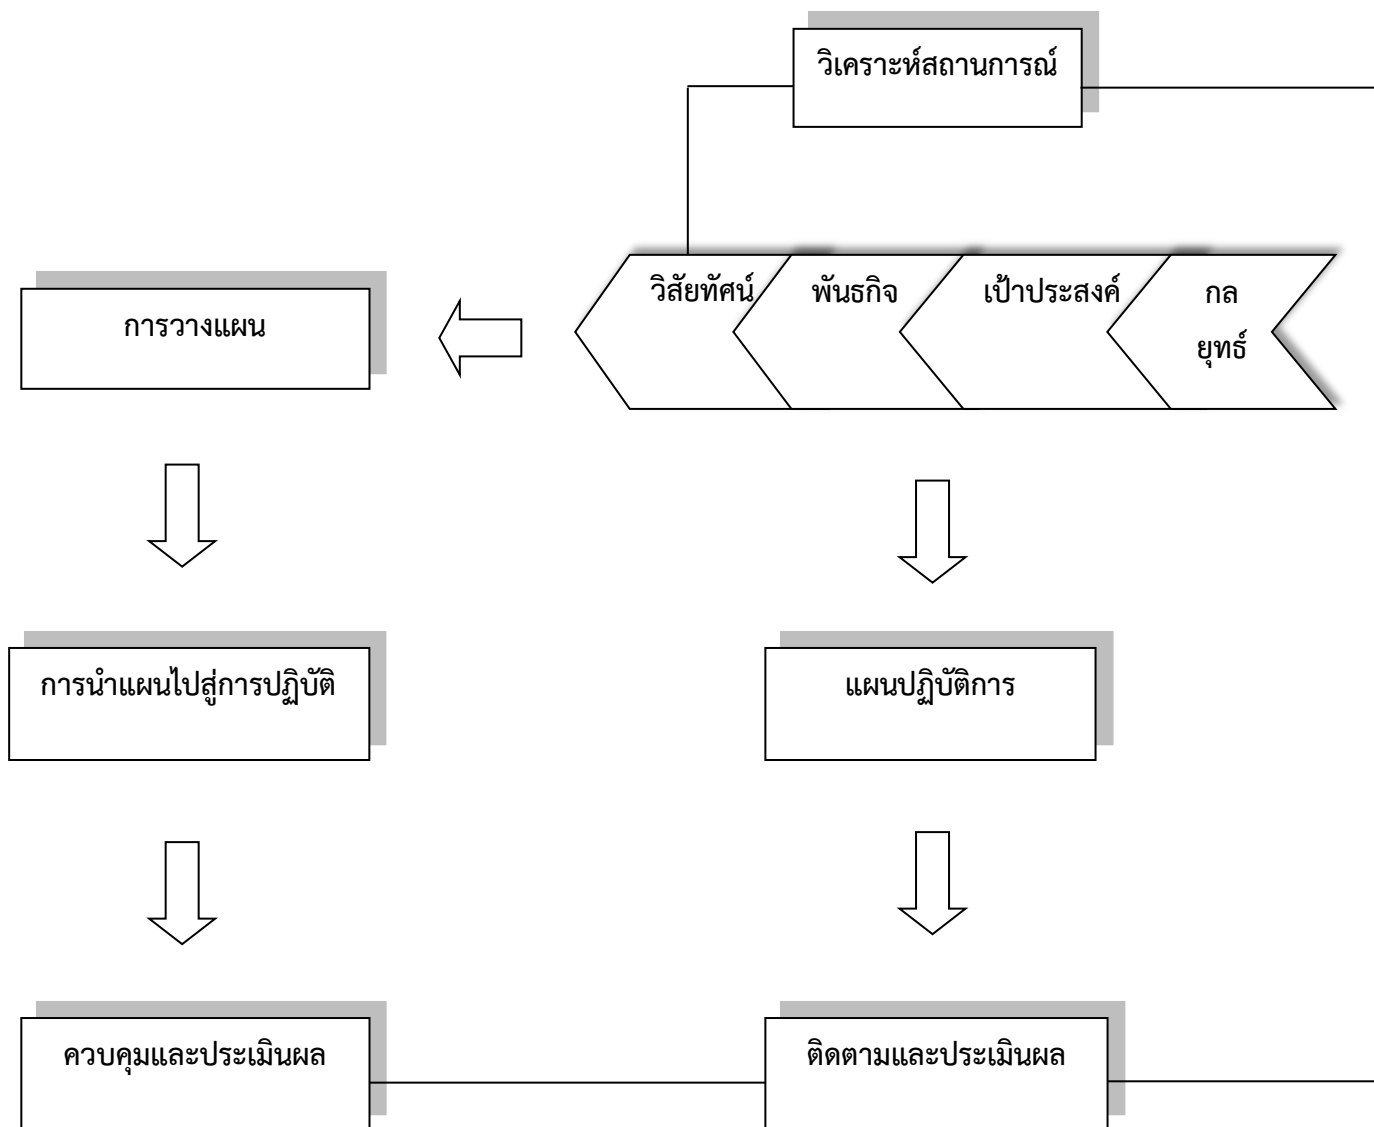 วิเคราะห์สถานการณ์
วิสัยทัศน์
พันธกิจ
เป้าประสงค์
กล
ยุทธ์
การวางแผน
การนำแผนไปสู่การปฏิบัติ
แผนปฏิบัติการ
ควบคุมและประเมินผล
ติดตามและประเมินผล